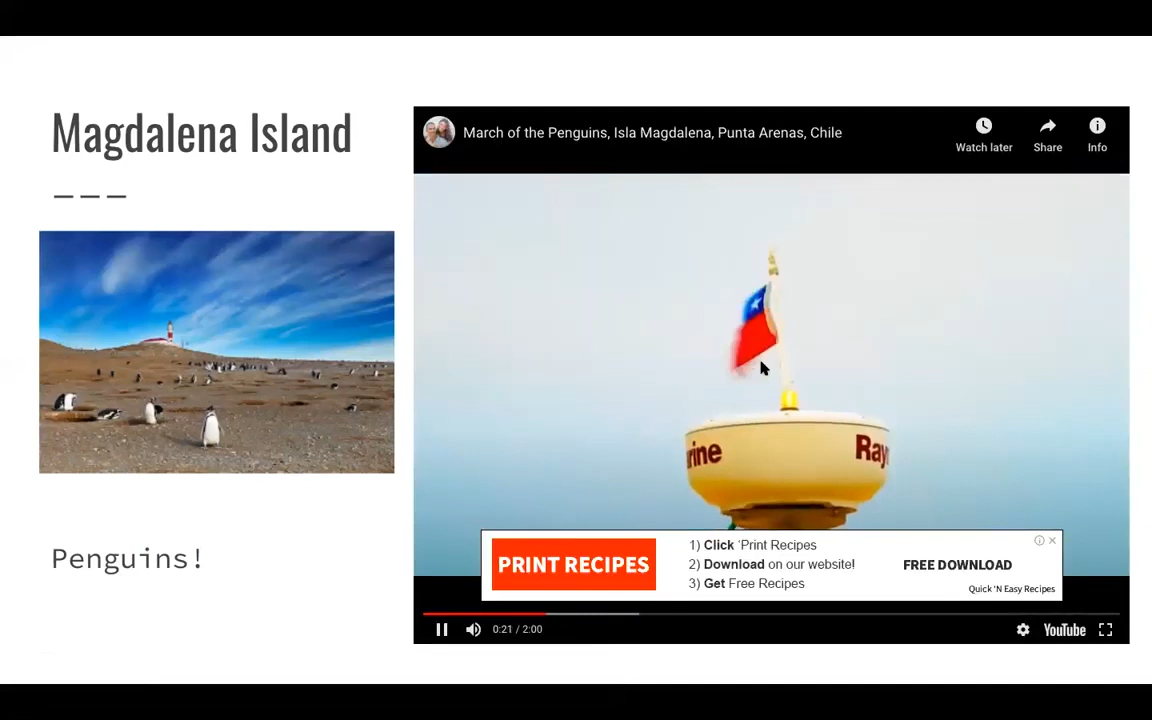 Magdalena Island
———
Penguins!
March of the Penguins, Isla Magdalena, Punta Arenas, Chile
Watch later
Share
Info
rine
Ray
PRINT RECIPES
1) Click 'Print Recipes
2) Download on our website!
3) Get Free Recipes
FREE DOWNLOAD
Quick 'N Easy Recipes
0:21 / 2:00
YouTube